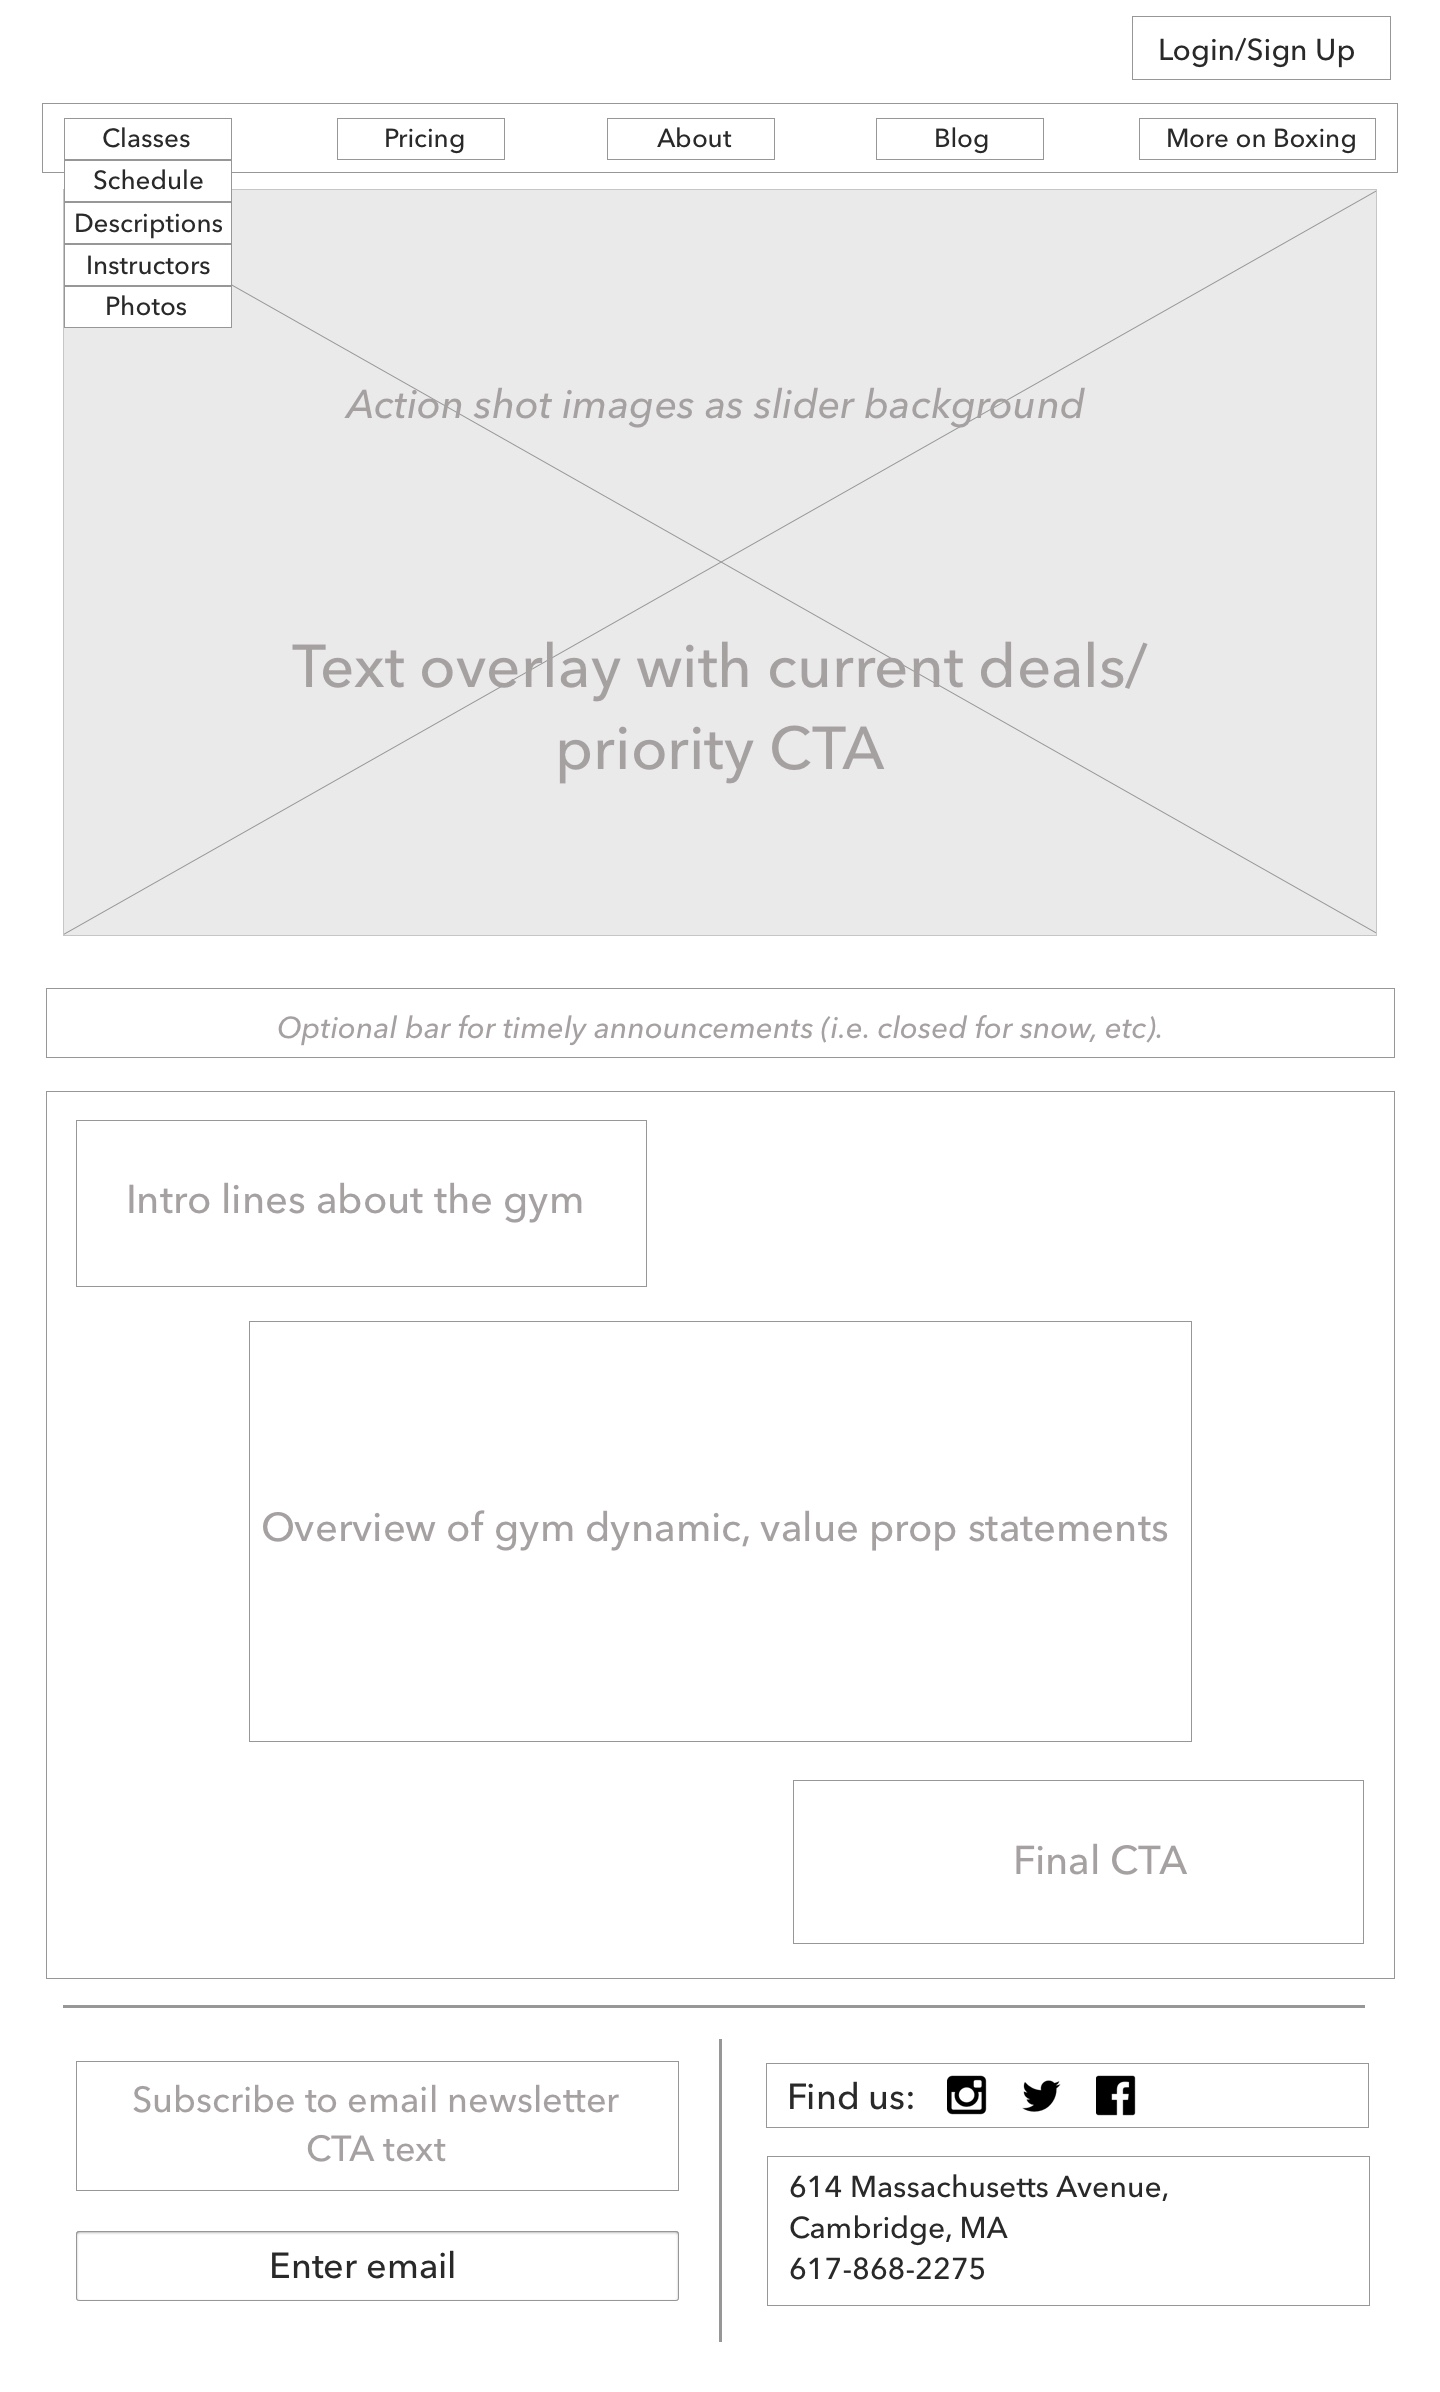 Login/Sign Up
Classes
Pricing
About
Blog
More on Boxing
Schedule
Descriptions
Instructors
Photos
Action shot images as slider background
Text overlay with current deals/
priority CTA
Optional bar for timely announcements (i.e. closed for snow, etc).
Intro lines about the gym
Overview of gym dynamic, value prop statements
Final CTA
Subscribe to email newsletter
CTA text
Enter email
Find us:
614 Massachusetts Avenue,
Cambridge, MA
617-868-2275